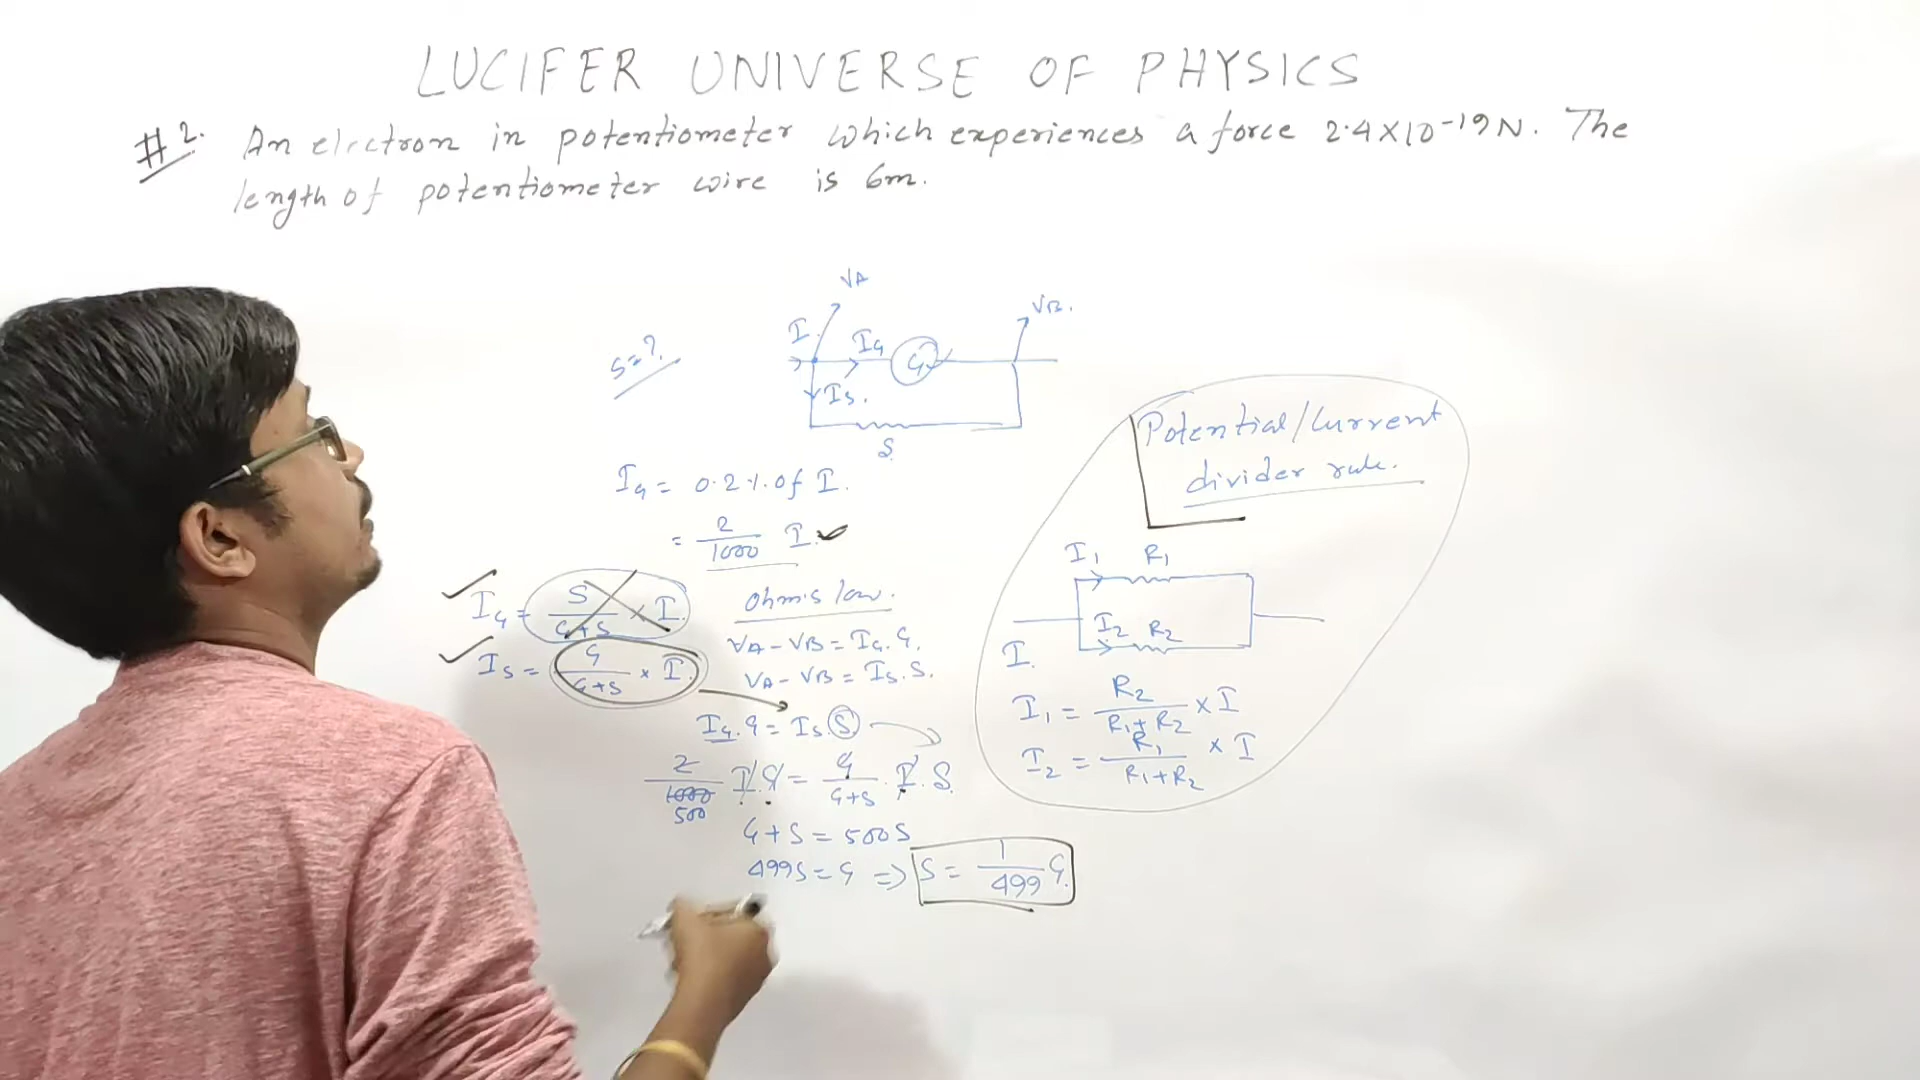 LUCIFER UNIVERSE OF PHYSICS
#2. An electron in potentiometer which experiences a force 2.4×10⁻¹⁹N. The
length of potentiometer wire is 6m.
VA
VB.
I
IG
G
S=?
IS.
S
Potential/Current
divider rule.
IG = 0.2%.of I.
= 2/1000 I.
I1 R1
I2 R2
I.
IG = S/G+S × I.
ohm's law.
IS = G/G+S × I.
VA-VB = IG.G.
VA-VB = IS.S.
IG.G = IS.S
I1 = R2/R1+R2 × I
I2 = R1/R1+R2 × I
2/1000 I.G = G/G+S . I.S.
500
G+S = 500S
499S = G ⇒ S = 1/499 G.